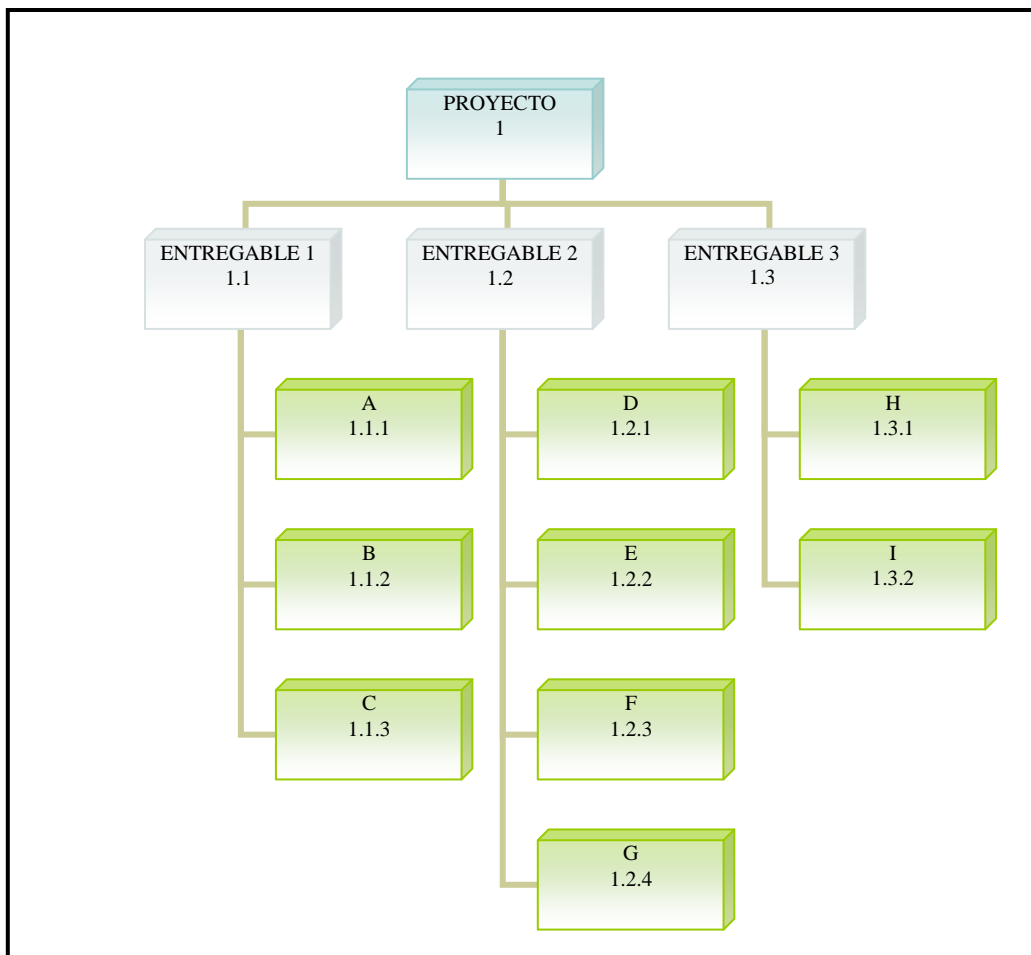 PROYECTO
1
ENTREGABLE 1
1.1
ENTREGABLE 2
1.2
ENTREGABLE 3
1.3
A
1.1.1
B
1.1.2
C
1.1.3
D
1.2.1
E
1.2.2
F
1.2.3
G
1.2.4
H
1.3.1
I
1.3.2